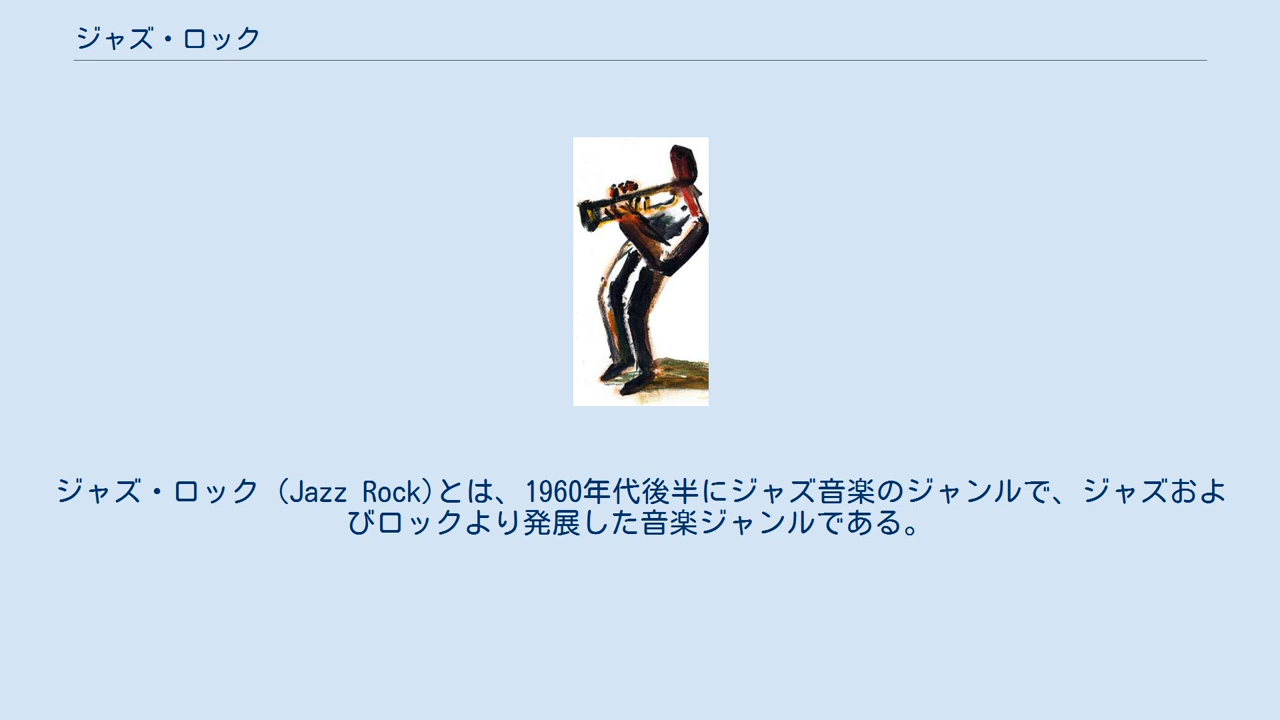 ジャズ・ロック
ジャズ・ロック (Jazz Rock)とは、1960年代後半にジャズ音楽のジャンルで、ジャズおよ
びロックより発展した音楽ジャンルである。